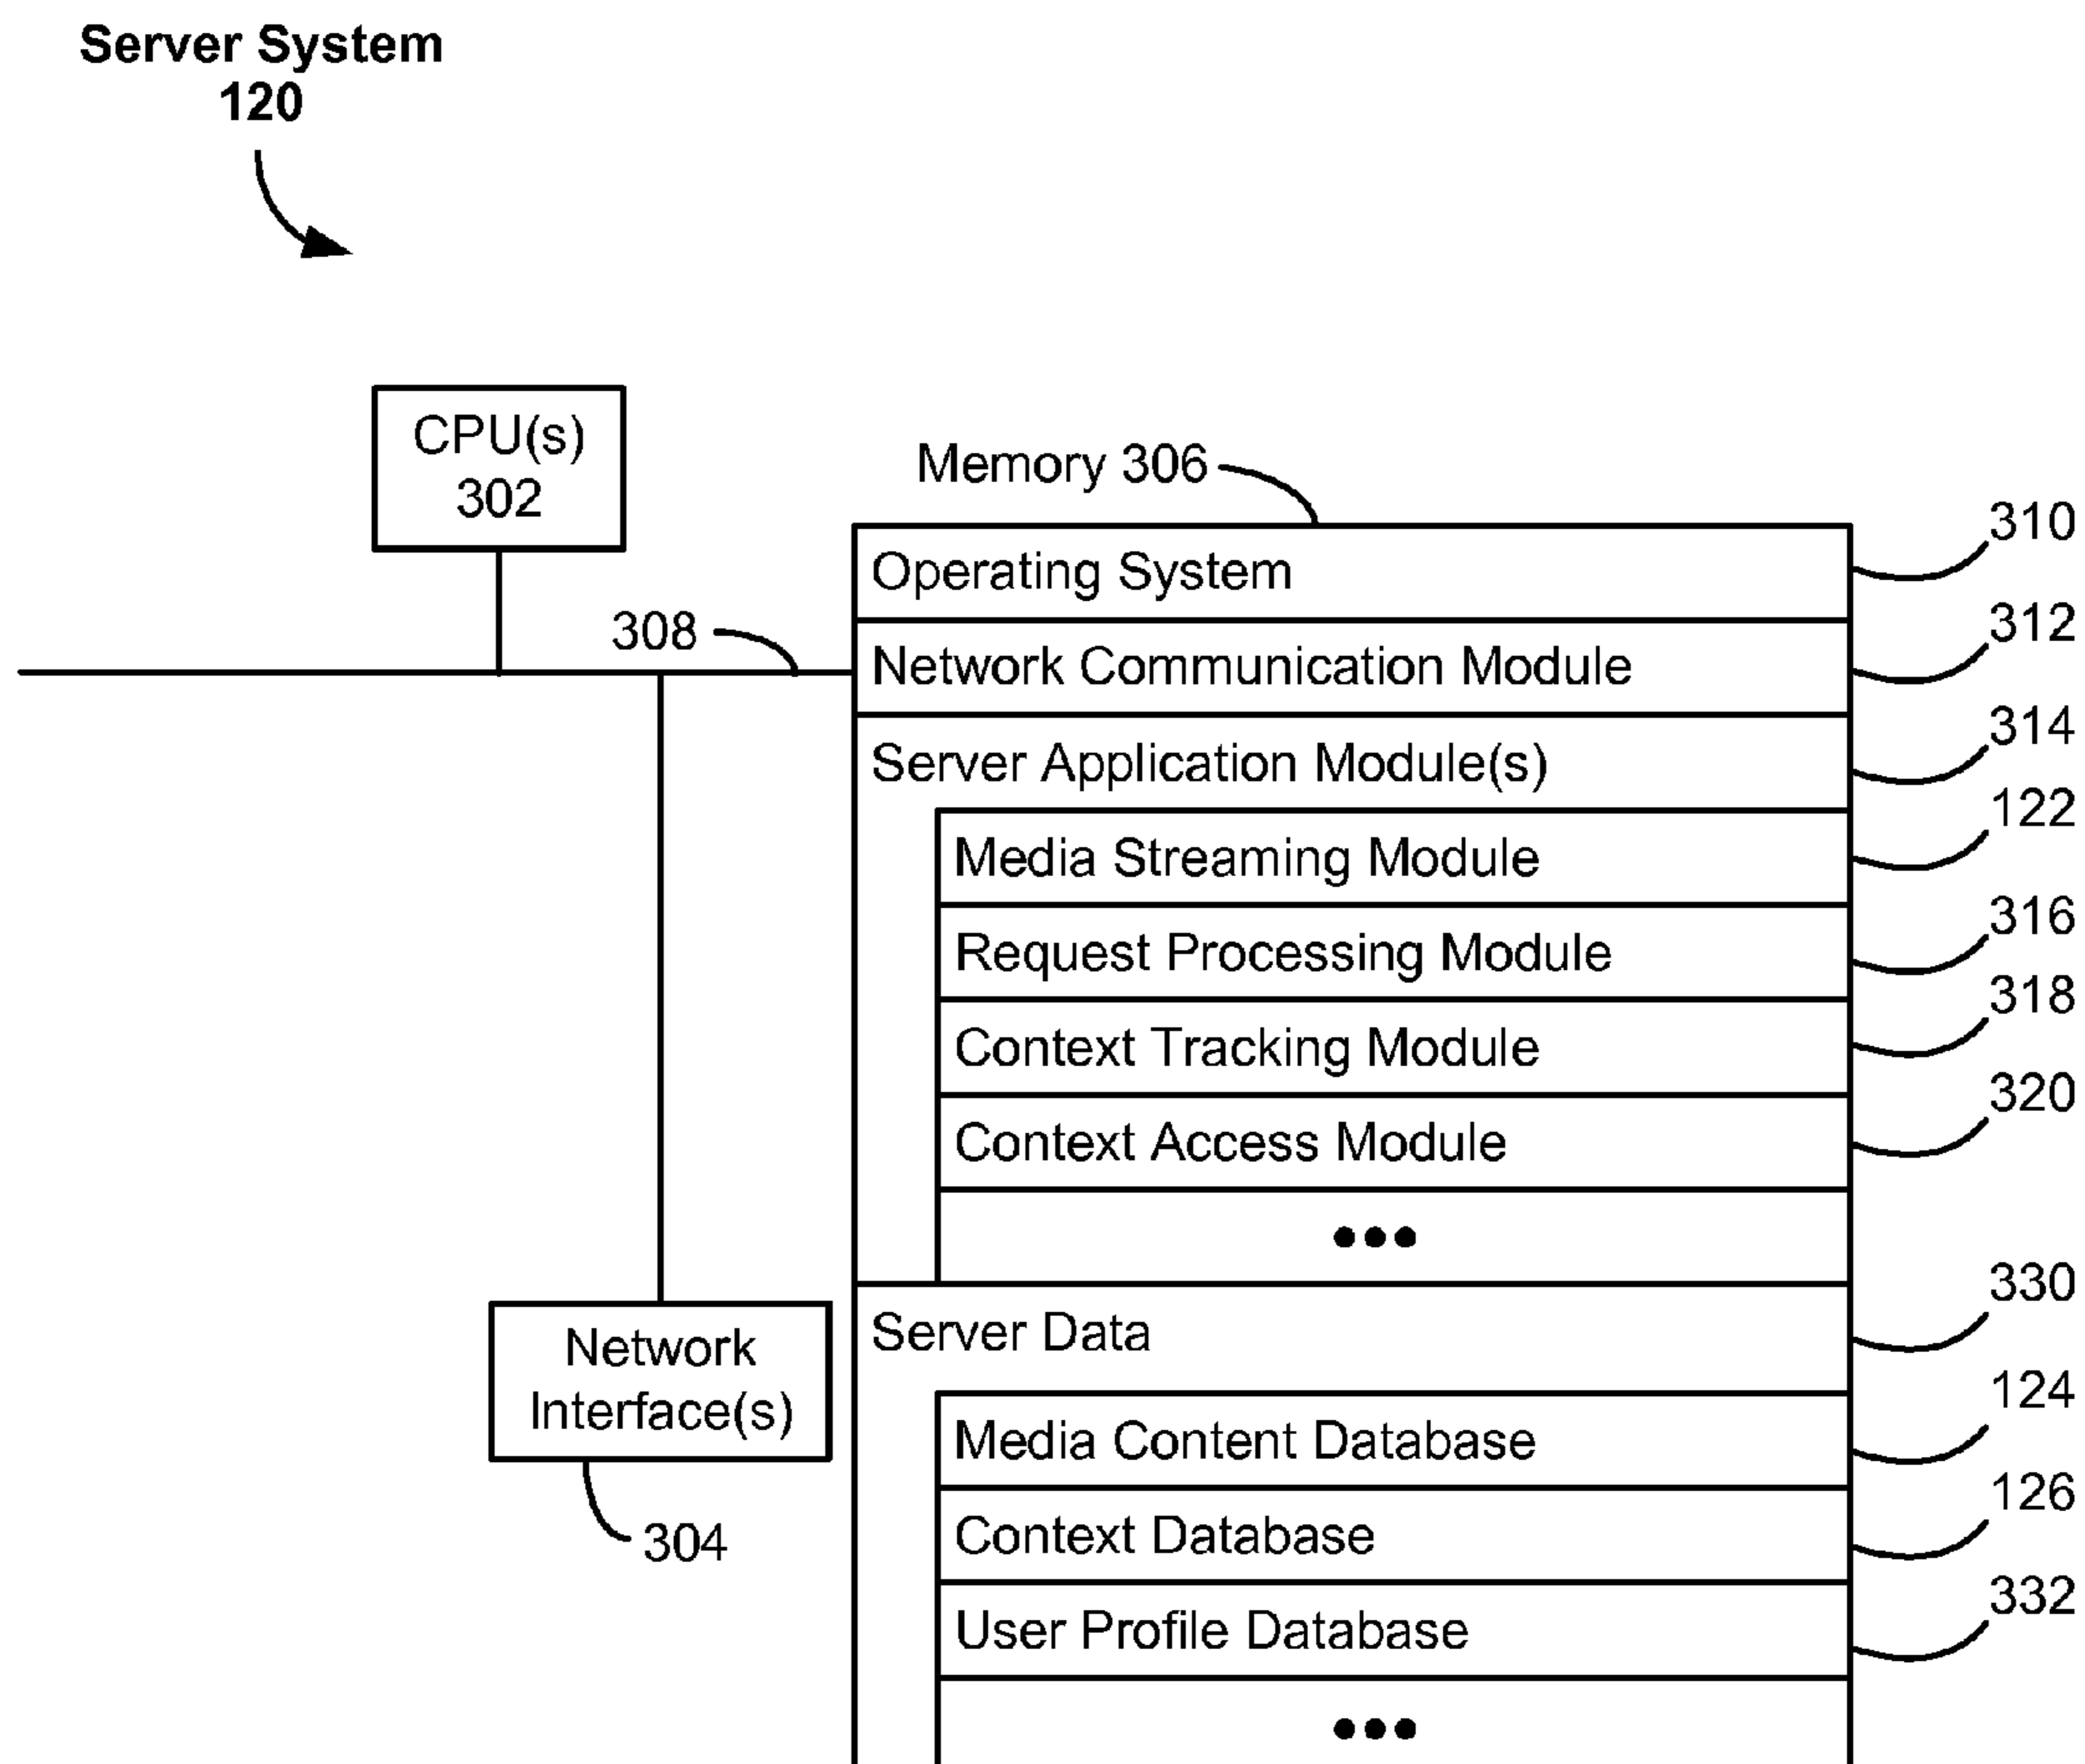 Server System
120
CPU(s)
302
Memory 306
308
Operating System
310
Network Communication Module
312
Server Application Module(s)
314
Media Streaming Module
122
Request Processing Module
316
Context Tracking Module
318
Context Access Module
320
•••
Server Data
330
Network
Interface(s)
304
Media Content Database
124
Context Database
126
User Profile Database
332
•••